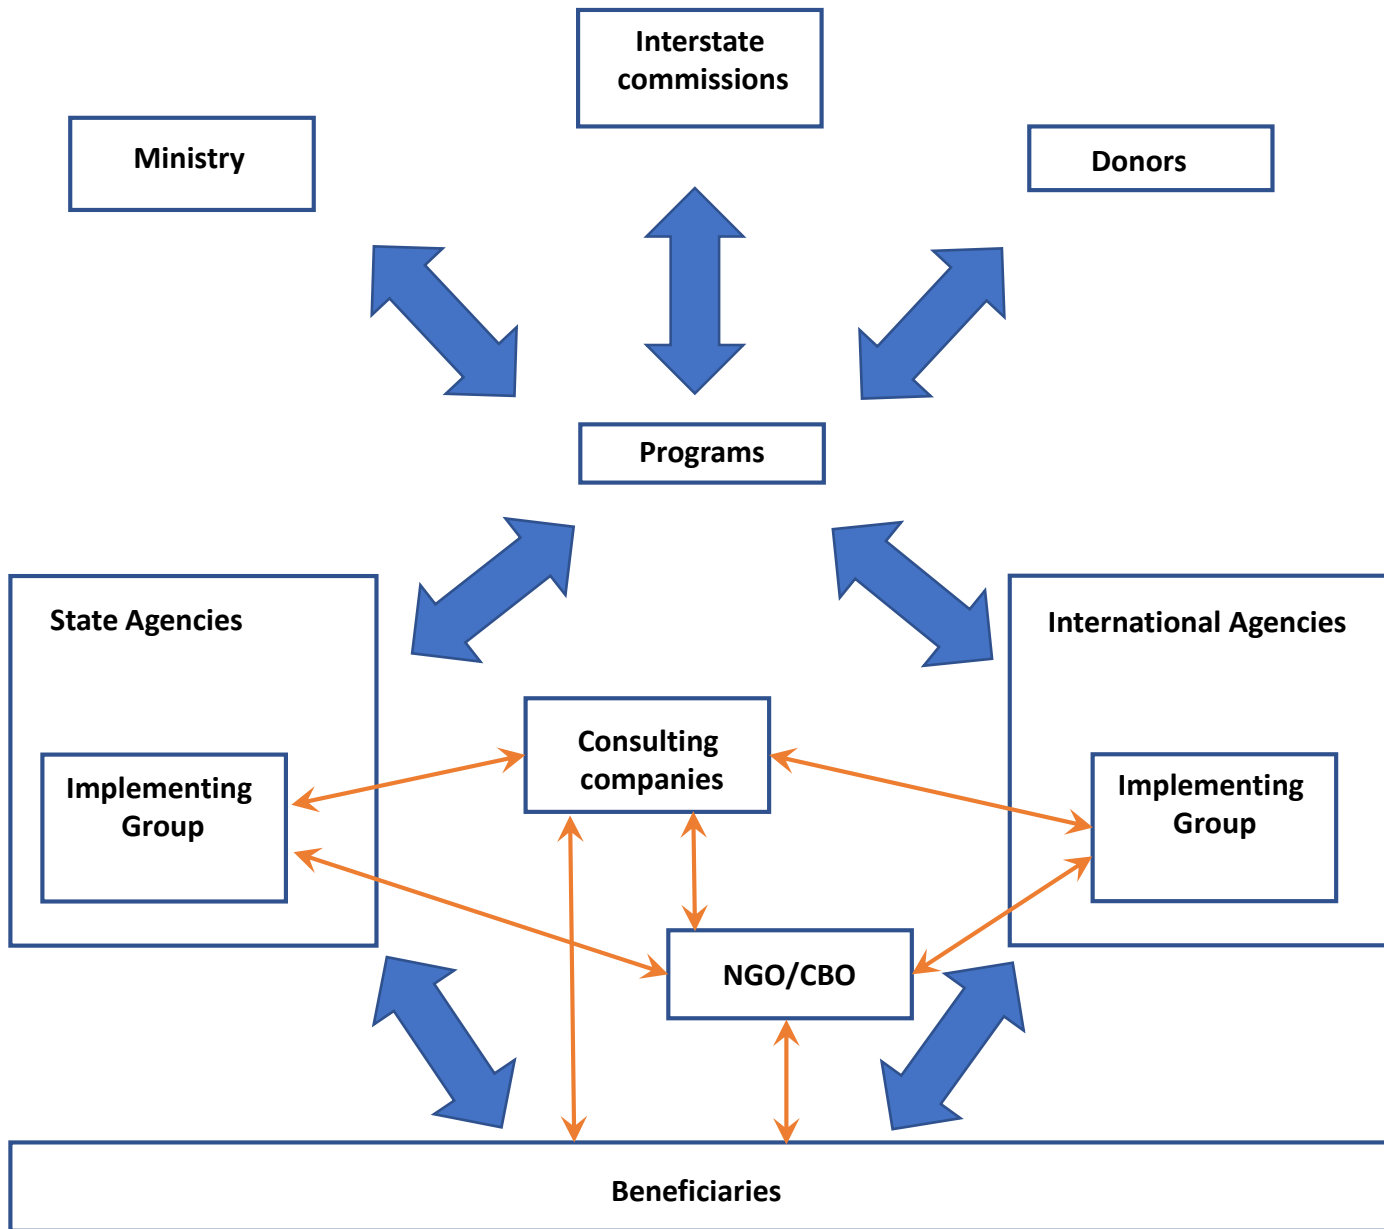 Interstate
commissions
Ministry
Donors
Programs
State Agencies
International Agencies
Consulting
companies
Implementing
Group
Implementing
Group
NGO/CBO
Beneficiaries